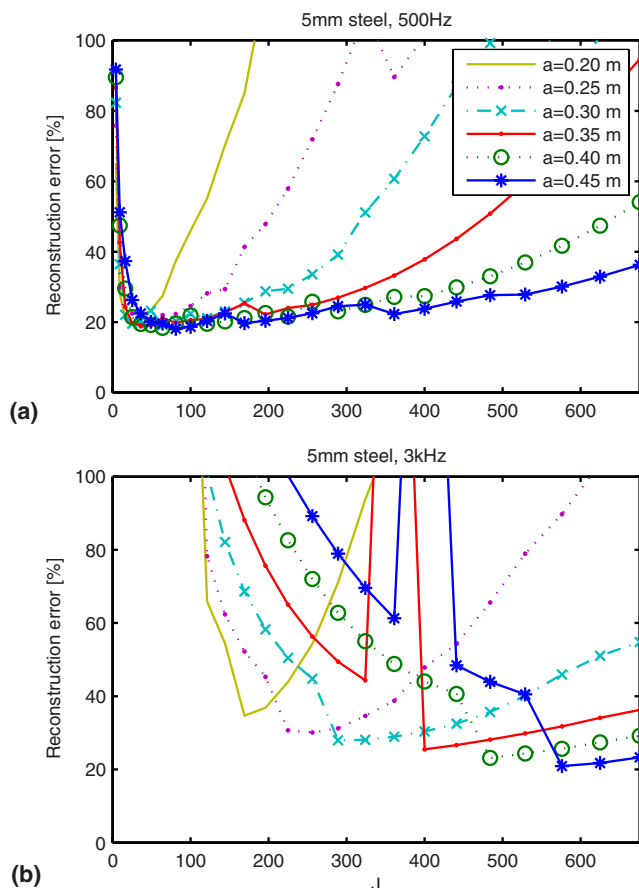 5mm steel, 500Hz
100
80
60
40
20
0
Reconstruction error [%]
a=0.20 m
a=0.25 m
a=0.30 m
a=0.35 m
a=0.40 m
a=0.45 m
0 100 200 300 400 500 600
(a)
5mm steel, 3kHz
100
80
60
40
20
0
Reconstruction error [%]
0 100 200 300 400 500 600
(b)